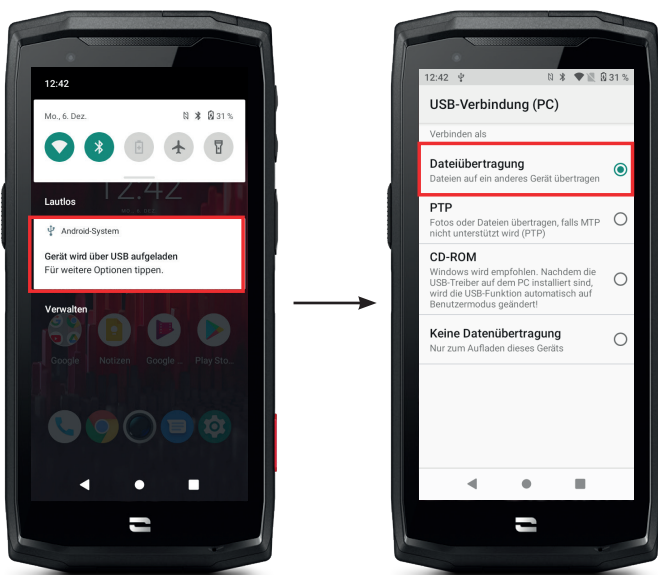 12:42
Mo., 6. Dez.
31 %
Lautlos
12:42
Android-System
Gerät wird über USB aufgeladen
Für weitere Optionen tippen.
Verwalten
Google
Notizen
Google ...
Play Sto...
12:42
31 %
USB-Verbindung (PC)
Verbinden als
Dateiübertragung
Dateien auf ein anderes Gerät übertragen
PTP
Fotos oder Dateien übertragen, falls MTP
nicht unterstützt wird (PTP)
CD-ROM
Windows wird empfohlen. Nachdem die
USB-Treiber auf dem PC installiert sind,
wird die USB-Funktion automatisch auf
Benutzermodus geändert!
Keine Datenübertragung
Nur zum Aufladen dieses Geräts